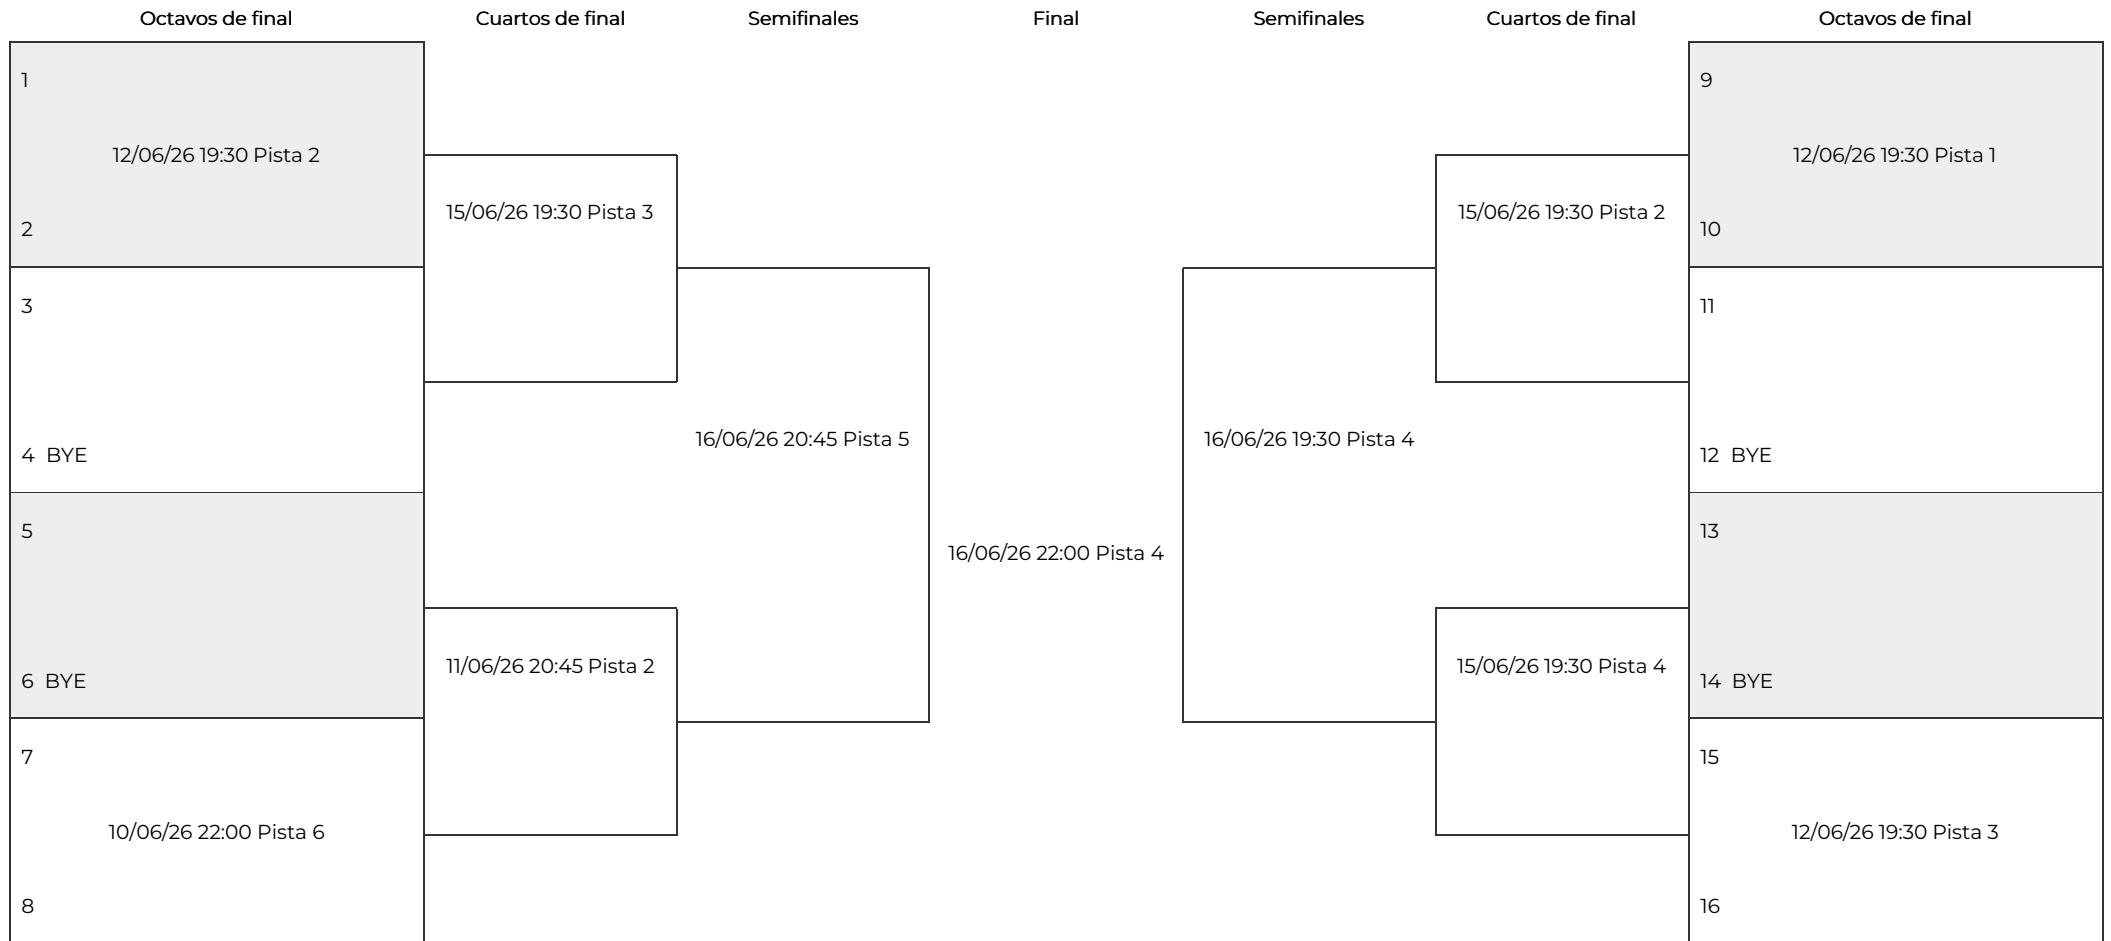 Octavos de final
Cuartos de final
Semifinales
Final
Semifinales
Cuartos de final
Octavos de final
1
12/06/26 19:30 Pista 2
2
3
4 BYE
5
6 BYE
7
10/06/26 22:00 Pista 6
8
15/06/26 19:30 Pista 3
11/06/26 20:45 Pista 2
16/06/26 20:45 Pista 5
16/06/26 22:00 Pista 4
16/06/26 19:30 Pista 4
15/06/26 19:30 Pista 2
15/06/26 19:30 Pista 4
9
12/06/26 19:30 Pista 1
10
11
12 BYE
13
14 BYE
15
12/06/26 19:30 Pista 3
16